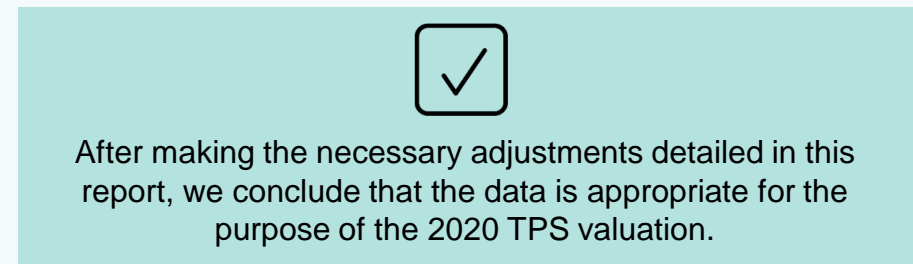 After making the necessary adjustments detailed in this
report, we conclude that the data is appropriate for the
purpose of the 2020 TPS valuation.